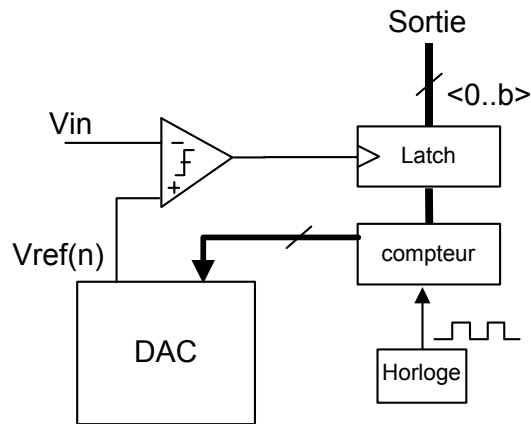 Sortie
<0..b>
Vin
−
+
Latch
Vref(n)
compteur
DAC
Horloge